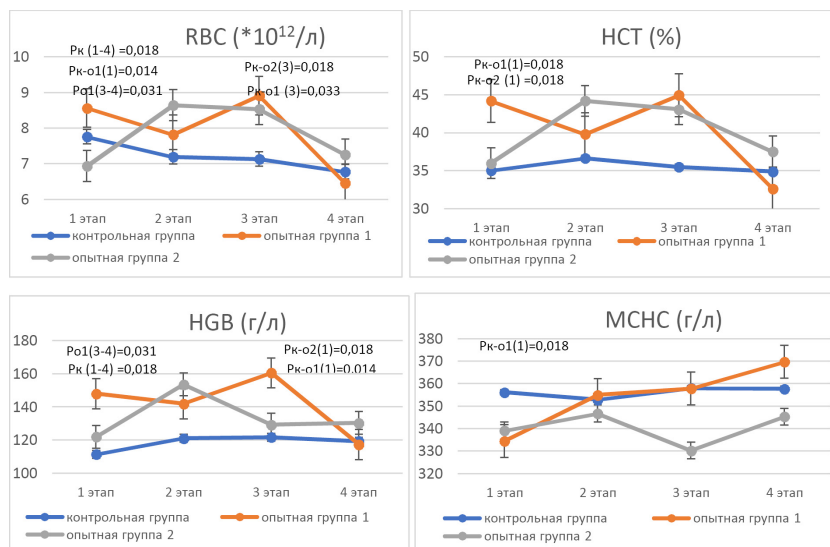 RBC (*10¹²/л)
Рк (1-4) =0,018
Рк-о2(3) =0,018
Рк-о1(1) =0,014
Ро1(3-4)=0,031
Рк-о1 (3) =0,033
10
9
8
7
6
1 этап 2 этап 3 этап 4 этап
контрольная группа опытная группа 1
опытная группа 2
HCT (%)
Рк-о1(1) =0,018
Рк-о2 (1) =0,018
50
45
40
35
30
1 этап 2 этап 3 этап 4 этап
контрольная группа опытная группа 1
опытная группа 2
HGB (г/л)
Ро1(3-4)=0,031
Рк-о2(1)=0,018
Рк (1-4) =0,018
Рк-о1(1)=0.014
180
160
140
120
100
1 этап 2 этап 3 этап 4 этап
контрольная группа опытная группа 1
опытная группа 2
MCHC (г/л)
Рк-о1(1)=0,018
380
370
360
350
340
330
320
1 этап 2 этап 3 этап 4 этап
контрольная группа опытная группа 1
опытная группа 2